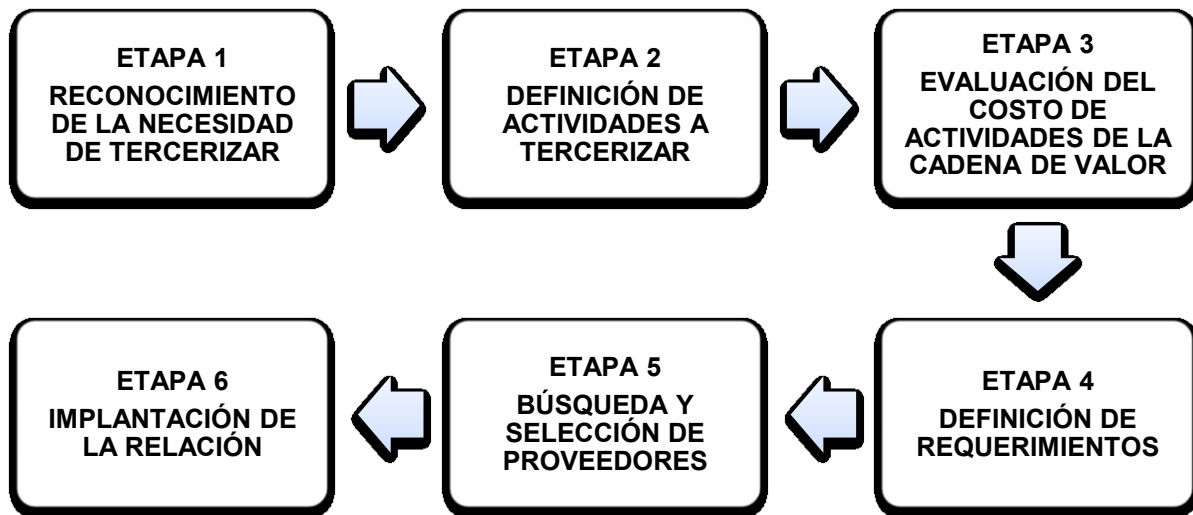 ETAPA 1
RECONOCIMIENTO
DE LA NECESIDAD
DE TERCERIZAR
ETAPA 2
DEFINICIÓN DE
ACTIVIDADES A
TERCERIZAR
ETAPA 3
EVALUACIÓN DEL
COSTO DE
ACTIVIDADES DE LA
CADENA DE VALOR
ETAPA 4
DEFINICIÓN DE
REQUERIMIENTOS
ETAPA 5
BÚSQUEDA Y
SELECCIÓN DE
PROVEEDORES
ETAPA 6
IMPLANTACIÓN DE
LA RELACIÓN